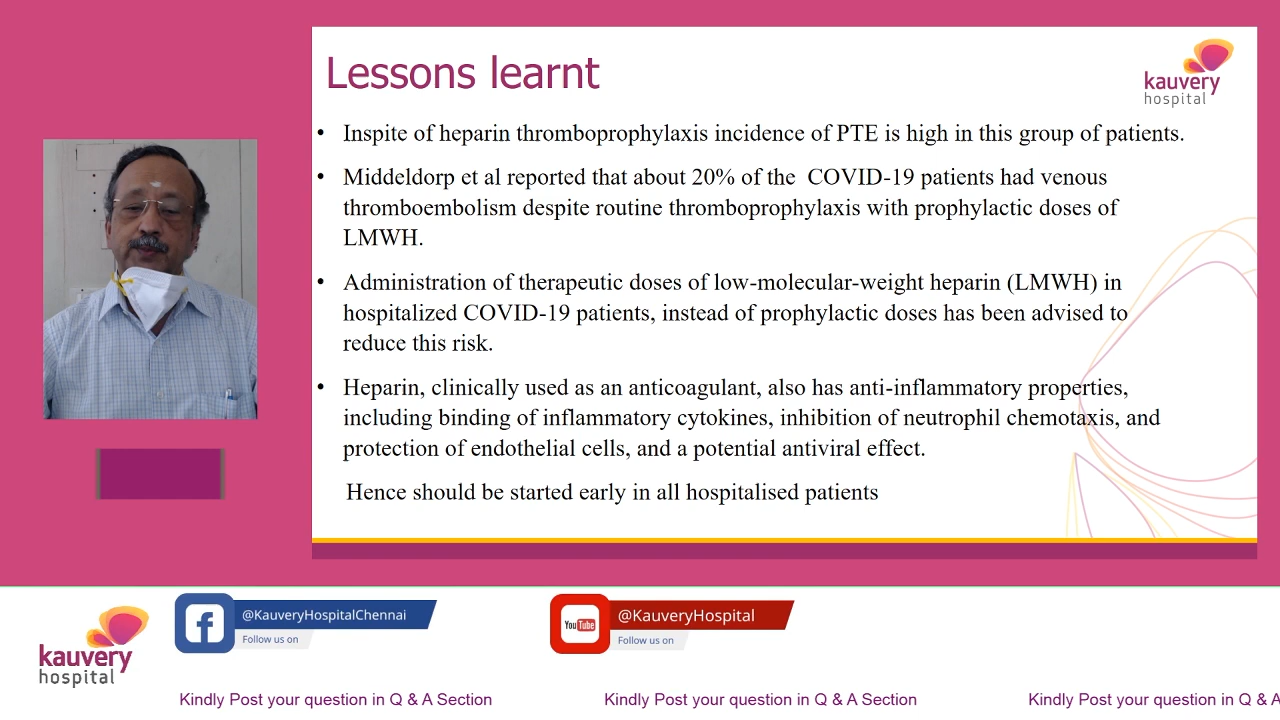 Lessons learnt
kauvery
hospital
• Inspite of heparin thromboprophylaxis incidence of PTE is high in this group of patients.
• Middeldorp et al reported that about 20% of the COVID-19 patients had venous
thromboembolism despite routine thromboprophylaxis with prophylactic doses of
LMWH.
• Administration of therapeutic doses of low-molecular-weight heparin (LMWH) in
hospitalized COVID-19 patients, instead of prophylactic doses has been advised to
reduce this risk.
• Heparin, clinically used as an anticoagulant, also has anti-inflammatory properties,
including binding of inflammatory cytokines, inhibition of neutrophil chemotaxis, and
protection of endothelial cells, and a potential antiviral effect.
Hence should be started early in all hospitalised patients
kauvery
hospital
f
@KauveryHospitalChennai
Follow us on
YouTube
@KauveryHospital
Follow us on
Kindly Post your question in Q & A Section
Kindly Post your question in Q & A Section
Kindly Post your question in Q & A